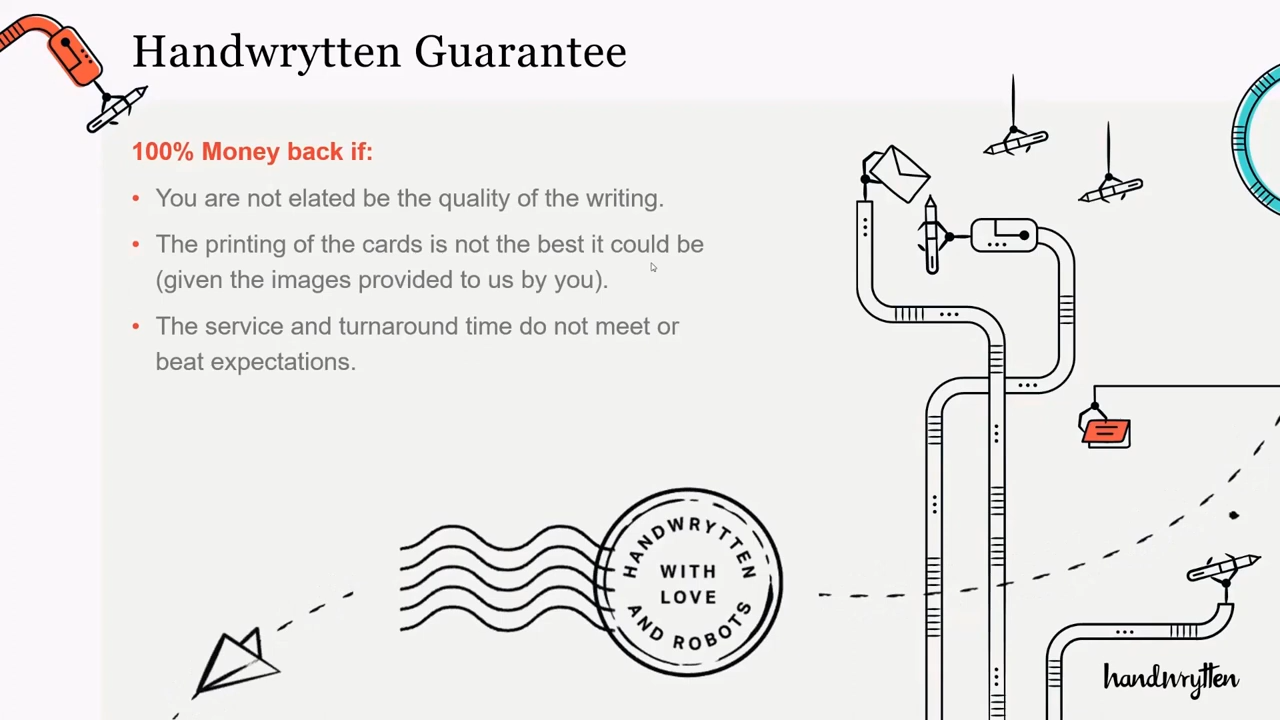 Handwrytten Guarantee
100% Money back if:
• You are not elated be the quality of the writing.
• The printing of the cards is not the best it could be
(given the images provided to us by you).
• The service and turnaround time do not meet or
beat expectations.
HANDWRYTTEN
WITH
LOVE
AND ROBOTS
handwrytten